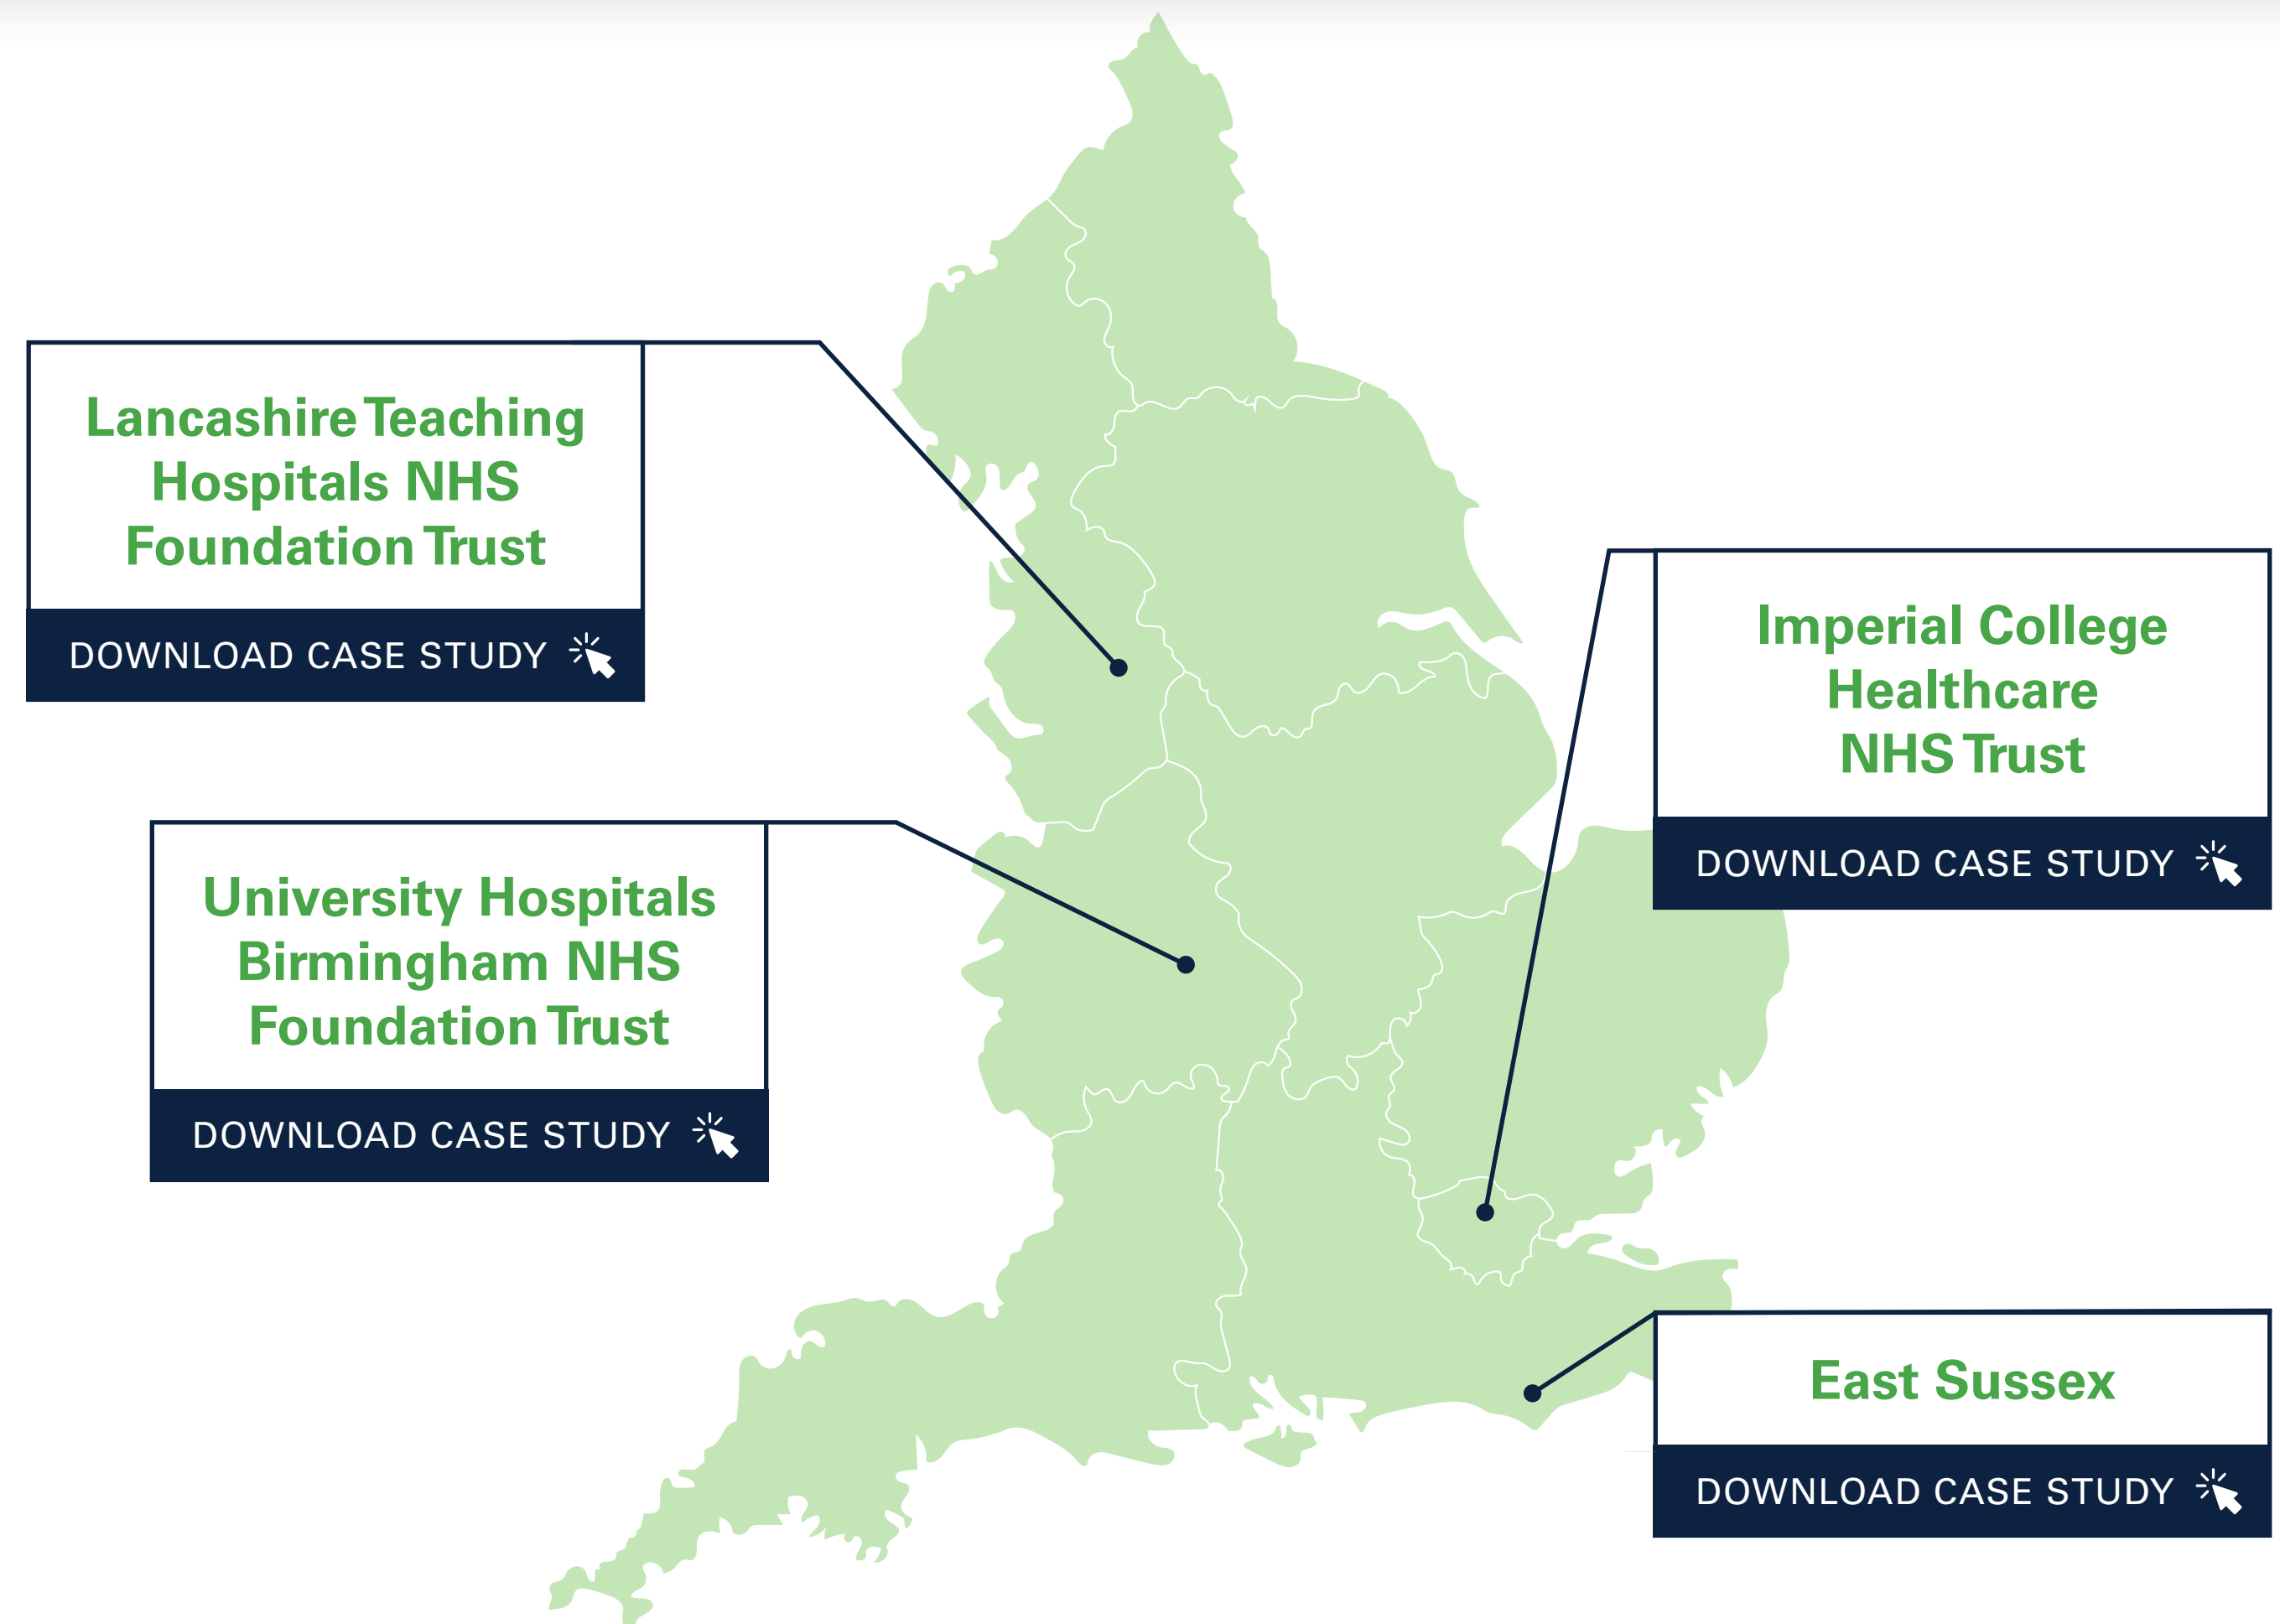 Lancashire Teaching
Hospitals NHS
Foundation Trust
DOWNLOAD CASE STUDY
Imperial College
Healthcare
NHS Trust
DOWNLOAD CASE STUDY
University Hospitals
Birmingham NHS
Foundation Trust
DOWNLOAD CASE STUDY
East Sussex
DOWNLOAD CASE STUDY